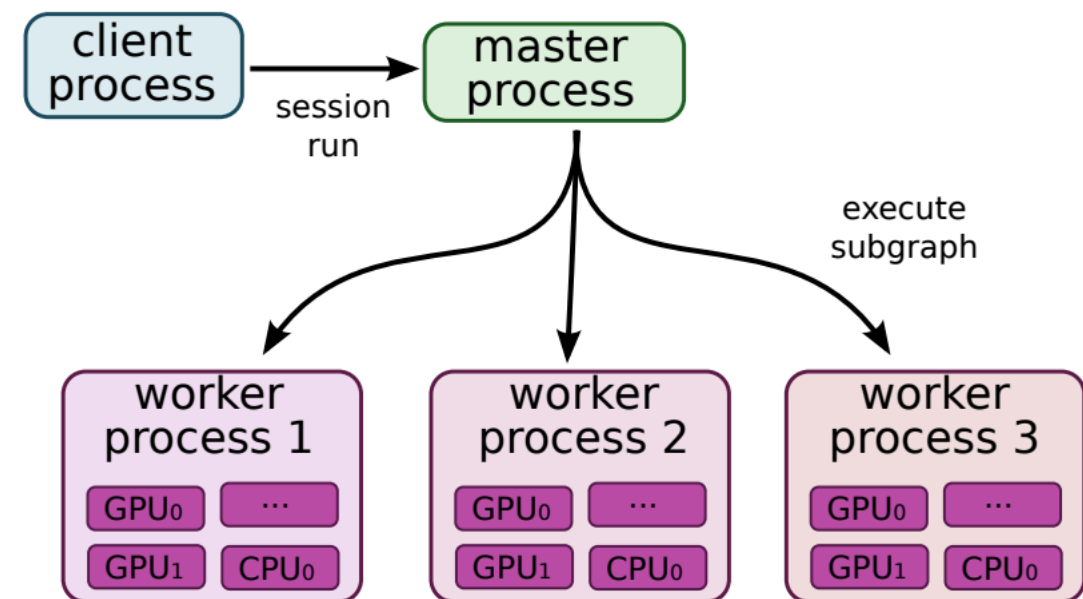 client
process
session
run
master
process
execute
subgraph
worker
process 1
GPU₀
...
GPU₁
CPU₀
worker
process 2
GPU₀
...
GPU₁
CPU₀
worker
process 3
GPU₀
...
GPU₁
CPU₀